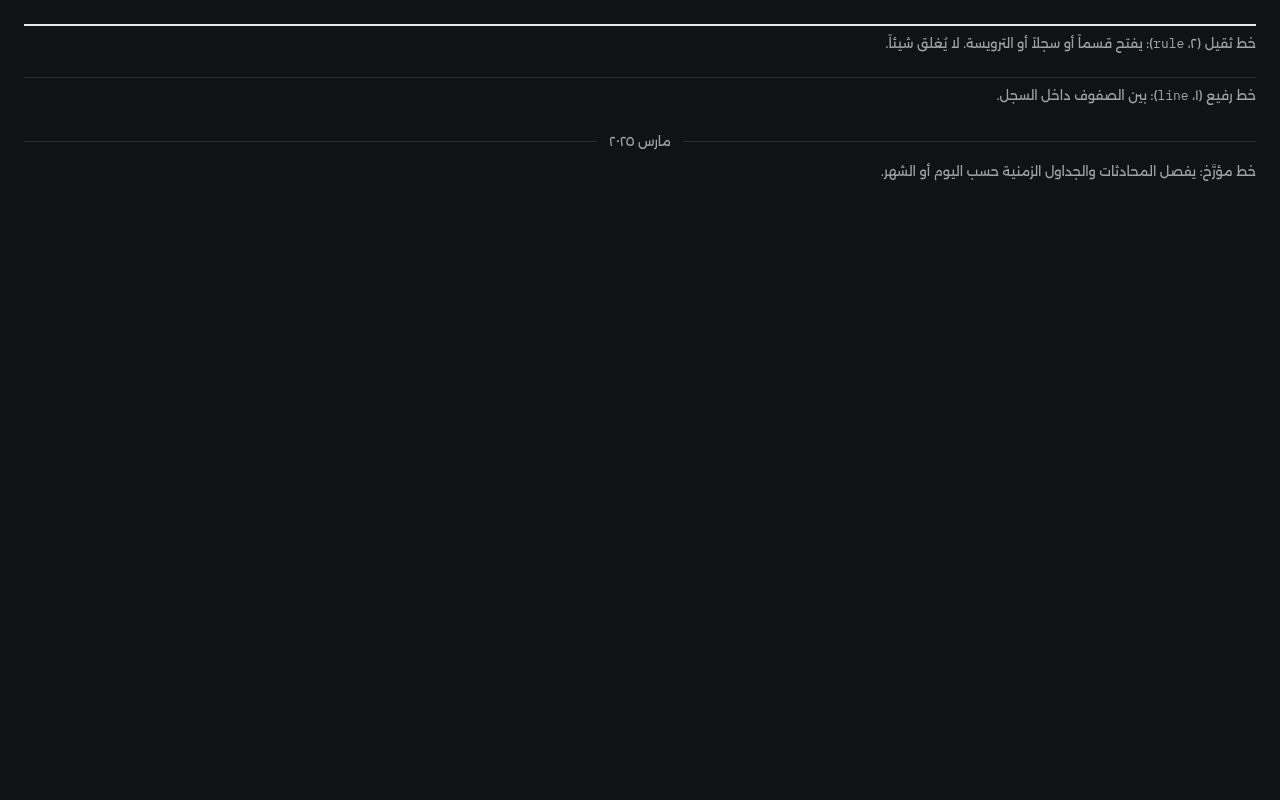 خط ثقيل (٢، rule): يفتح قسماً أو سجلاً أو الترويسة. لا يُغلق شيئاً.
خط رفيع (١، line): بين الصفوف داخل السجل.
مارس ٢٠٢٥
خط مؤرَّخ: يفصل المحادثات والجداول الزمنية حسب اليوم أو الشهر.